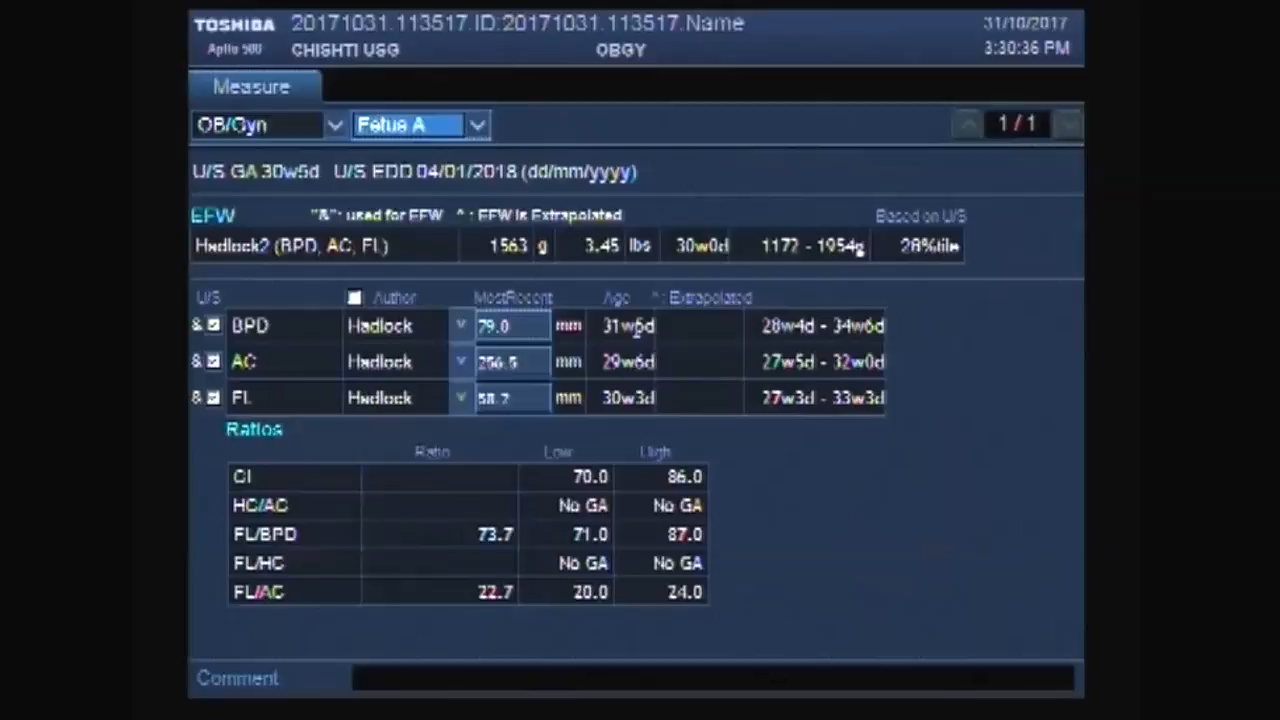 TOSHIBA 20171031.113517.ID:20171031.113517.Name 31/10/2017
Aplio 500 CHISHTI USG OBGY 3:30:36 PM
Measure
OB/Gyn Fetus A 1 / 1
U/S GA 30w5d U/S EDD 04/01/2018 (dd/mm/yyyy)
EFW "&": used for EFW ^ : EFW is Extrapolated Based on U/S
Hadlock2 (BPD, AC, FL) 1563 g 3.45 lbs 30w0d 1172 - 1954g 28%tile
U/S Author MostRecent Age ^ : Extrapolated
& BPD Hadlock 79.0 mm 31w5d 28w4d - 34w6d
& AC Hadlock 256.5 mm 29w6d 27w5d - 32w0d
& FL Hadlock 58.2 mm 30w3d 27w3d - 33w3d
Ratios
Ratio Low High
CI 70.0 86.0
HC/AC No GA No GA
FL/BPD 73.7 71.0 87.0
FL/HC No GA No GA
FL/AC 22.7 20.0 24.0
Comment